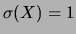 σ(X) = 1